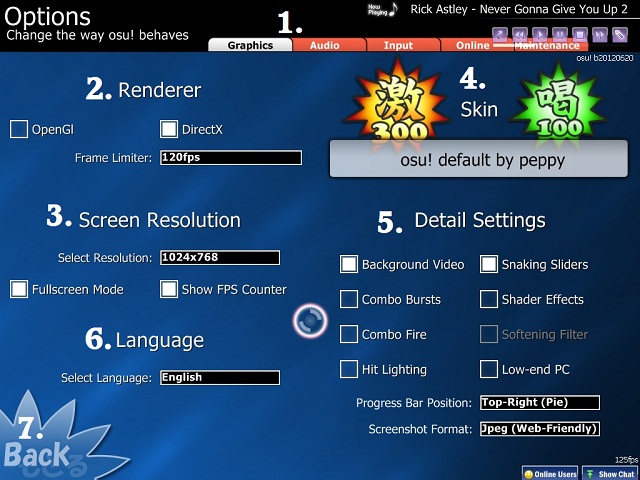 Options
Change the way osu! behaves
1.
Now Playing
Rick Astley - Never Gonna Give You Up 2
Graphics
Audio
Input
Online
Maintenance
osu! b20120620
2. Renderer
OpenGl
DirectX
Frame Limiter: 120fps
4.
Skin
激
300
喝
100
osu! default by peppy
3. Screen Resolution
Select Resolution: 1024x768
Fullscreen Mode
Show FPS Counter
5. Detail Settings
Background Video
Snaking Sliders
Combo Bursts
Shader Effects
Combo Fire
Softening Filter
Hit Lighting
Low-end PC
Progress Bar Position: Top-Right (Pie)
Screenshot Format: Jpeg (Web-Friendly)
6. Language
Select Language: English
7.
Back
もどる
125fps
Online Users
Show Chat